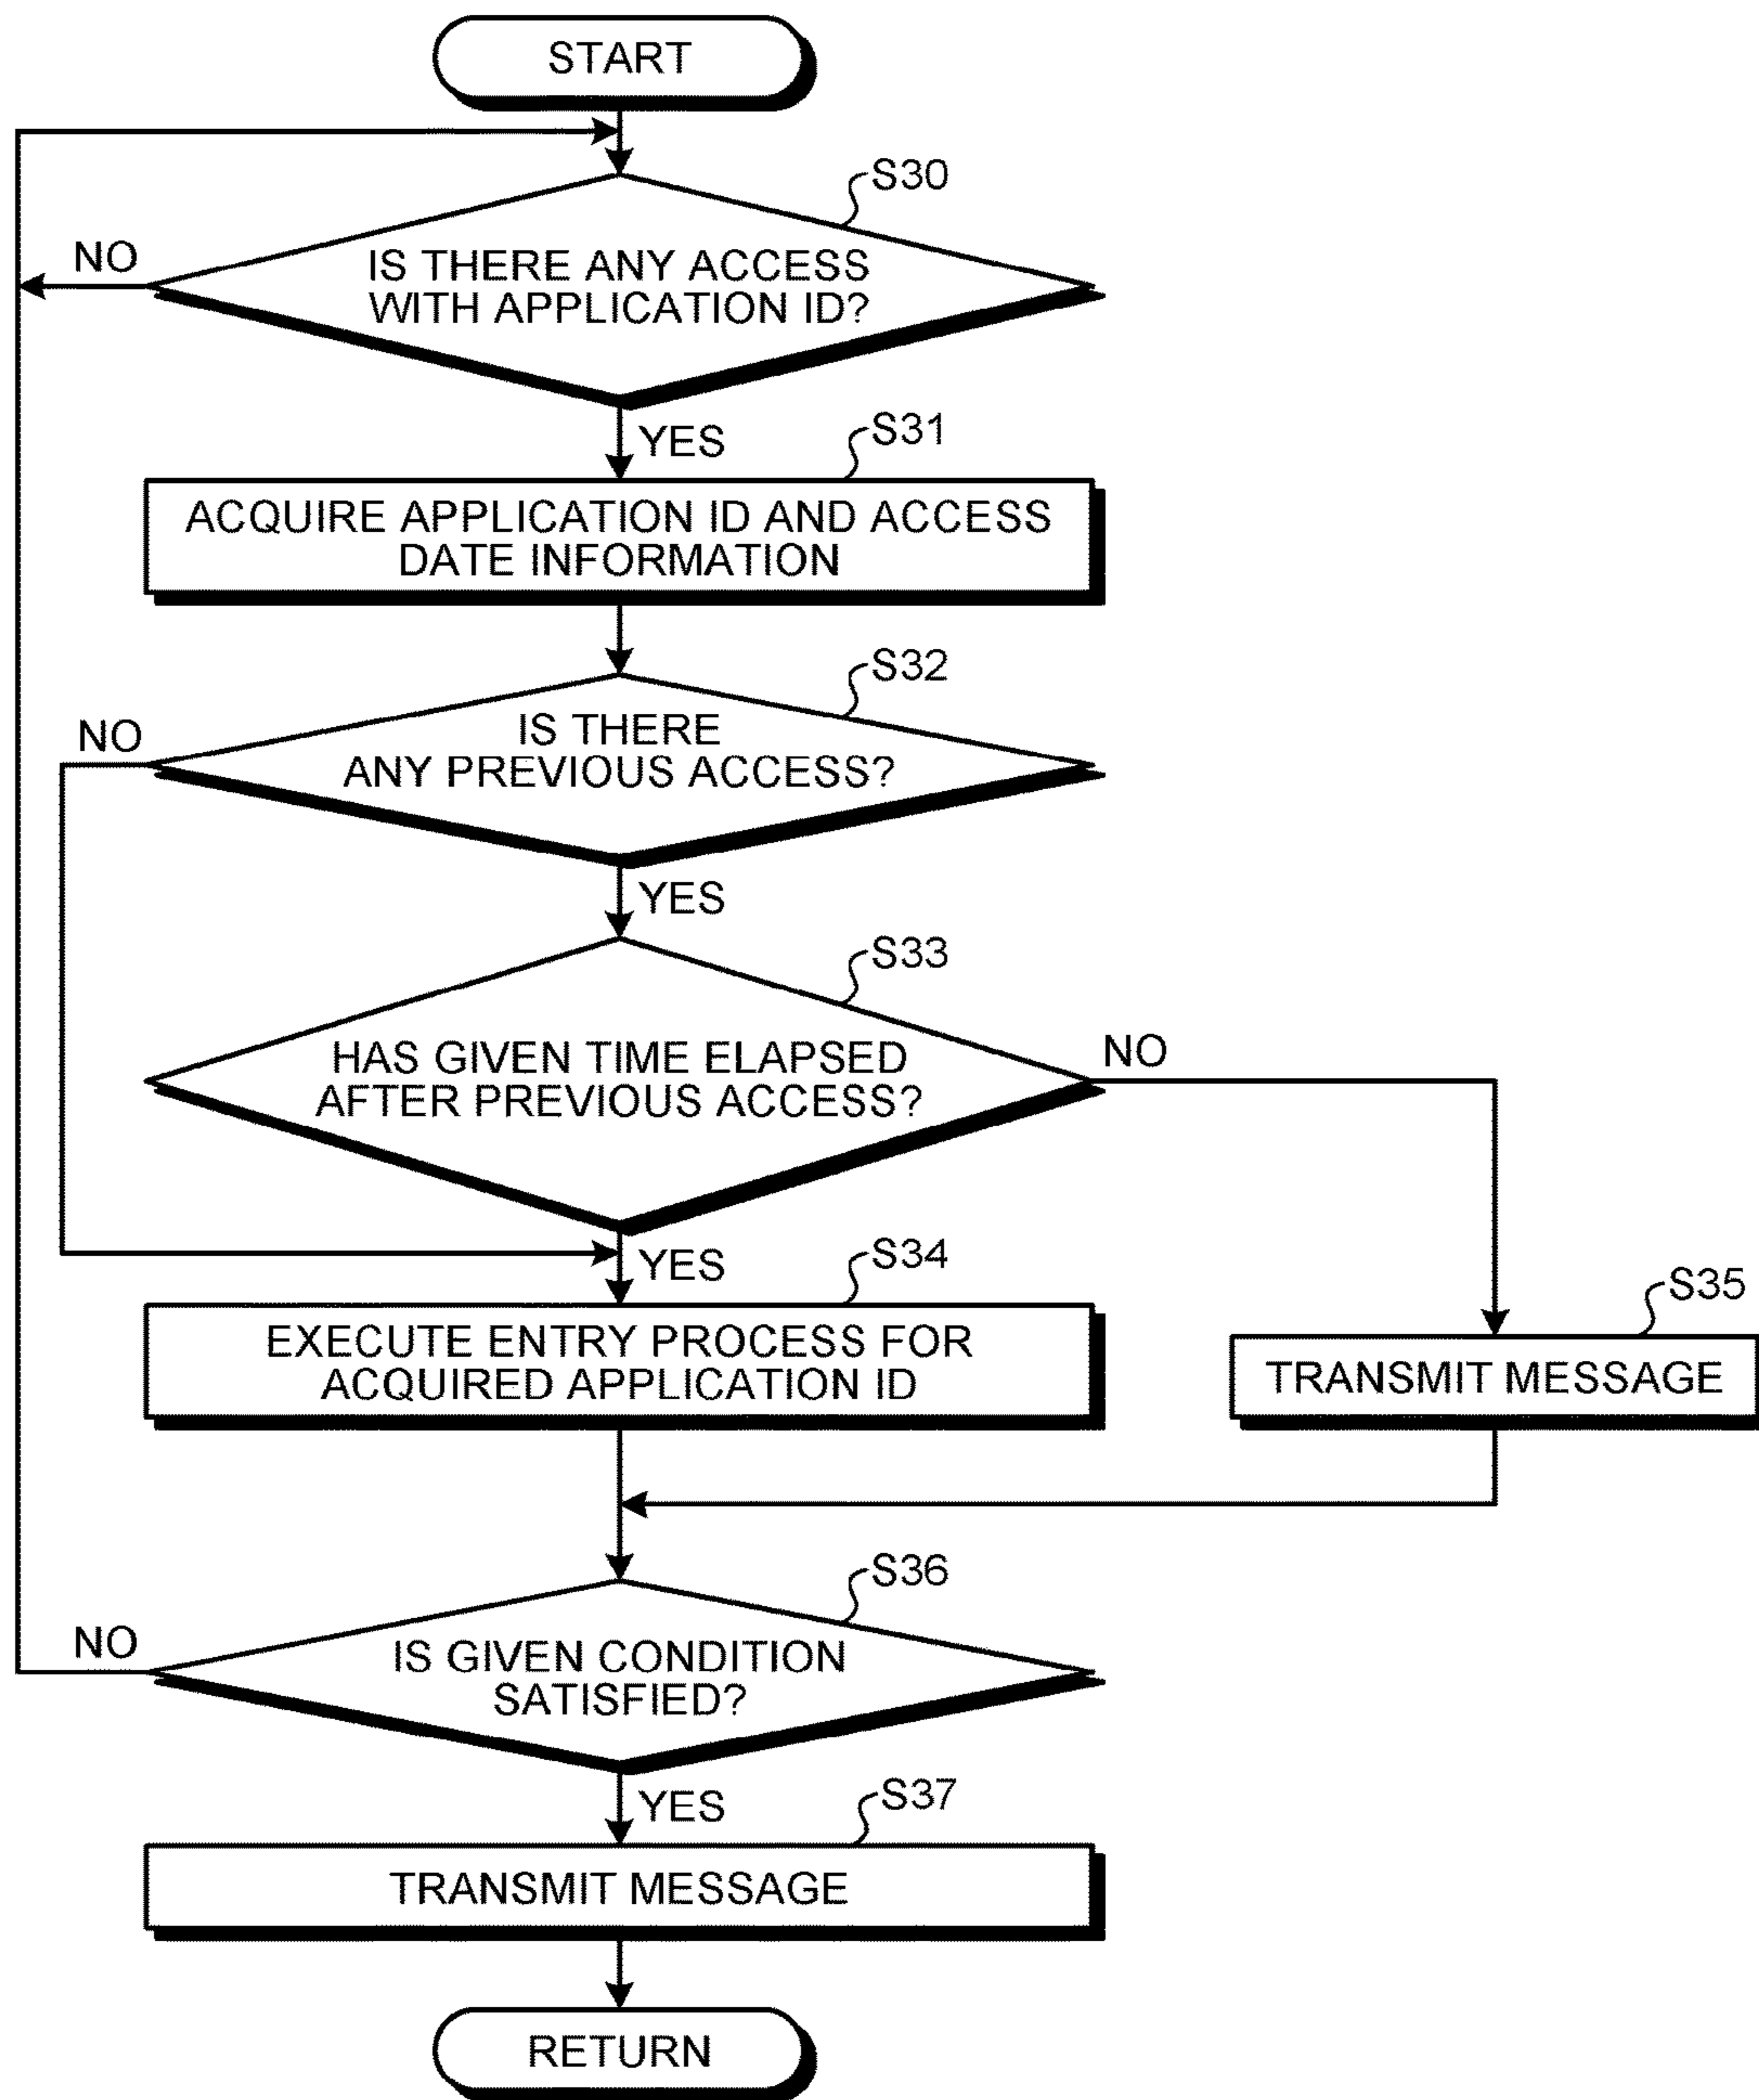 START
S30
NO
IS THERE ANY ACCESS
WITH APPLICATION ID?
YES
S31
ACQUIRE APPLICATION ID AND ACCESS
DATE INFORMATION
S32
NO
IS THERE
ANY PREVIOUS ACCESS?
YES
S33
NO
HAS GIVEN TIME ELAPSED
AFTER PREVIOUS ACCESS?
YES
S34
EXECUTE ENTRY PROCESS FOR
ACQUIRED APPLICATION ID
S35
TRANSMIT MESSAGE
S36
NO
IS GIVEN CONDITION
SATISFIED?
YES
S37
TRANSMIT MESSAGE
RETURN